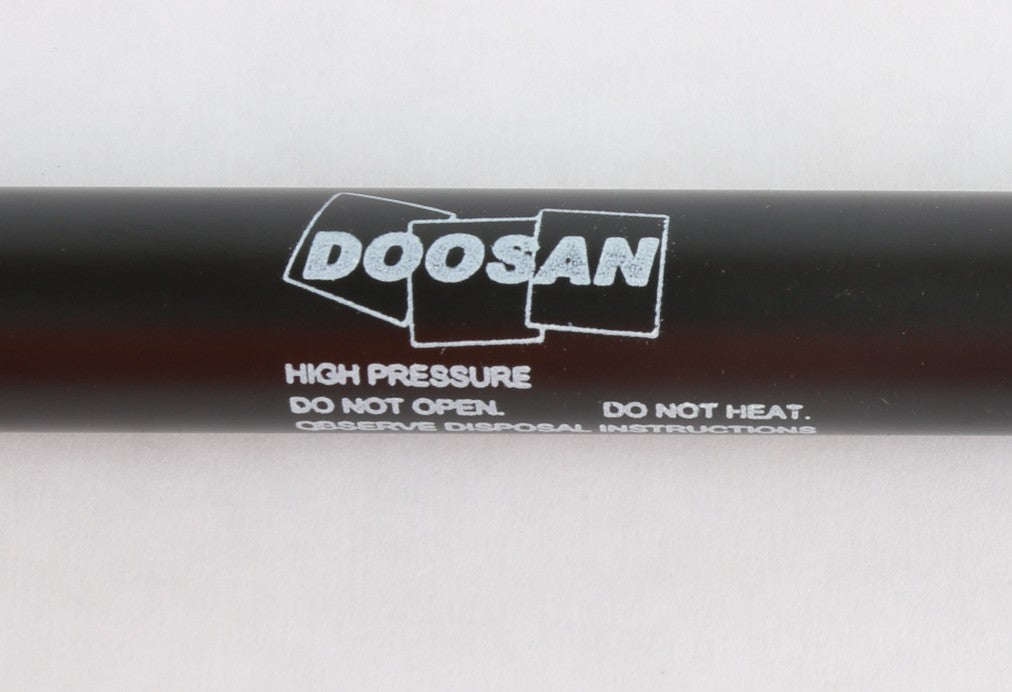 DOOSAN
HIGH PRESSURE
DO NOT OPEN. DO NOT HEAT.
OBSERVE DISPOSAL INSTRUCTIONS